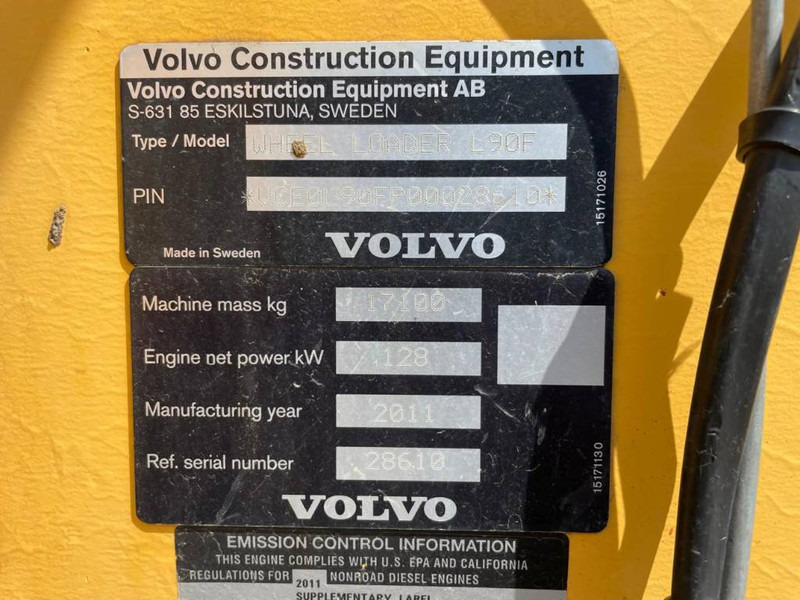 Volvo Construction Equipment
Volvo Construction Equipment AB
S-631 85 ESKILSTUNA, SWEDEN
Type / Model WHEEL LOADER L90F
PIN *VCE0L90FP00028610*
15171026
Made in Sweden VOLVO
Machine mass kg 17100
Engine net power kW 128
Manufacturing year 2011
Ref. serial number 28610
15171130
VOLVO
EMISSION CONTROL INFORMATION
THIS ENGINE COMPLIES WITH U.S. EPA AND CALIFORNIA
REGULATIONS FOR 2011 NONROAD DIESEL ENGINES
SUPPLEMENTARY LABEL